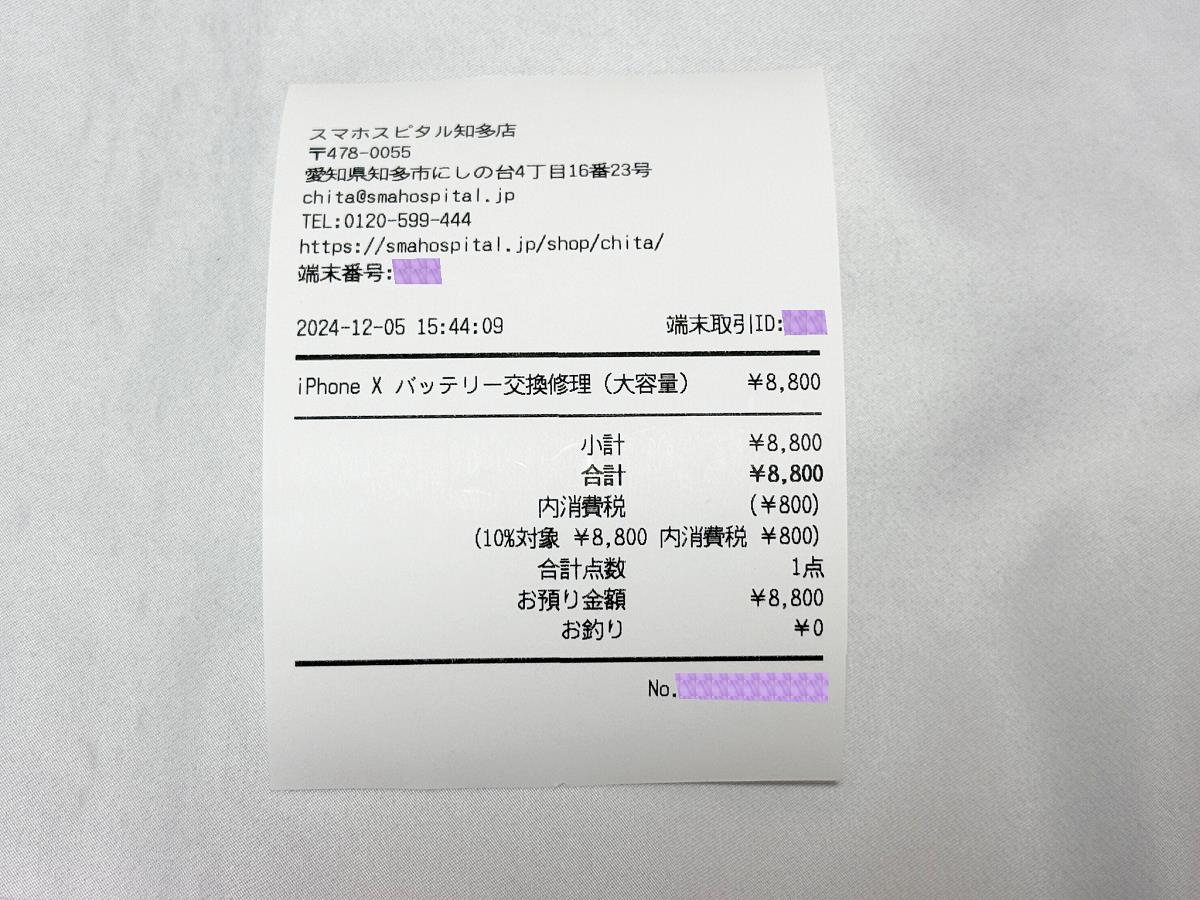 スマホスピタル知多店
〒478-0055
愛知県知多市にしの台4丁目16番23号
chita@smahospital.jp
TEL:0120-599-444
https://smahospital.jp/shop/chita/
端末番号:
2024-12-05 15:44:09 端末取引ID:
iPhone X バッテリー交換修理（大容量） ¥8,800
小計 ¥8,800
合計 ¥8,800
内消費税 (¥800)
(10%対象 ¥8,800 内消費税 ¥800)
合計点数 1点
お預り金額 ¥8,800
お釣り ¥0
No.